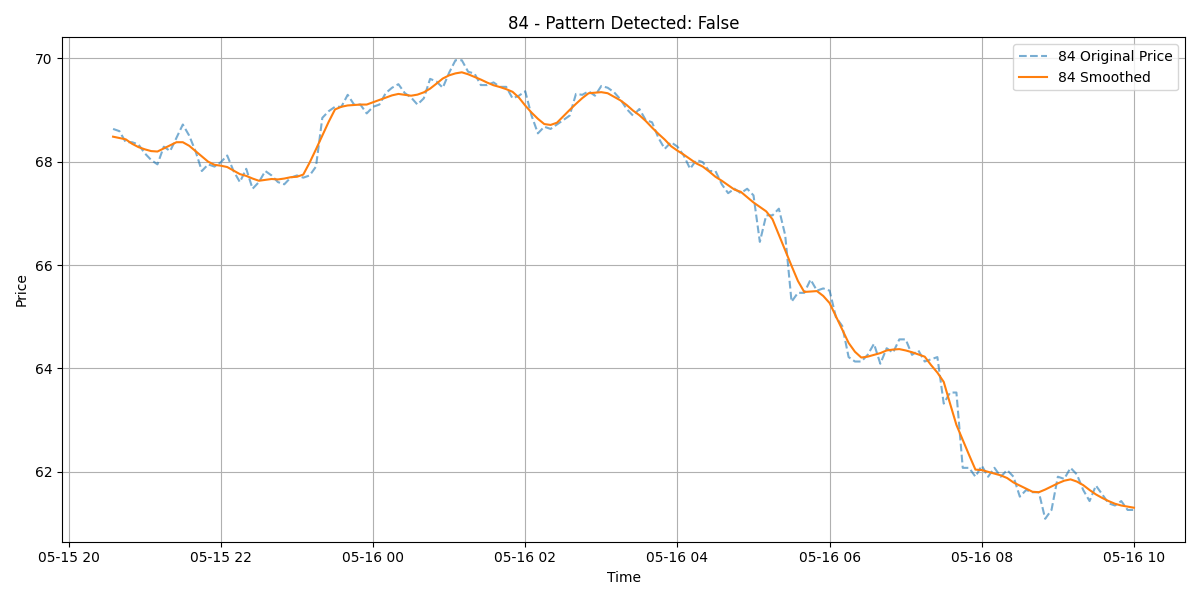 84 - Pattern Detected: False
84 Original Price
84 Smoothed
Price
70
68
66
64
62
05-15 20
05-15 22
05-16 00
05-16 02
05-16 04
05-16 06
05-16 08
05-16 10
Time